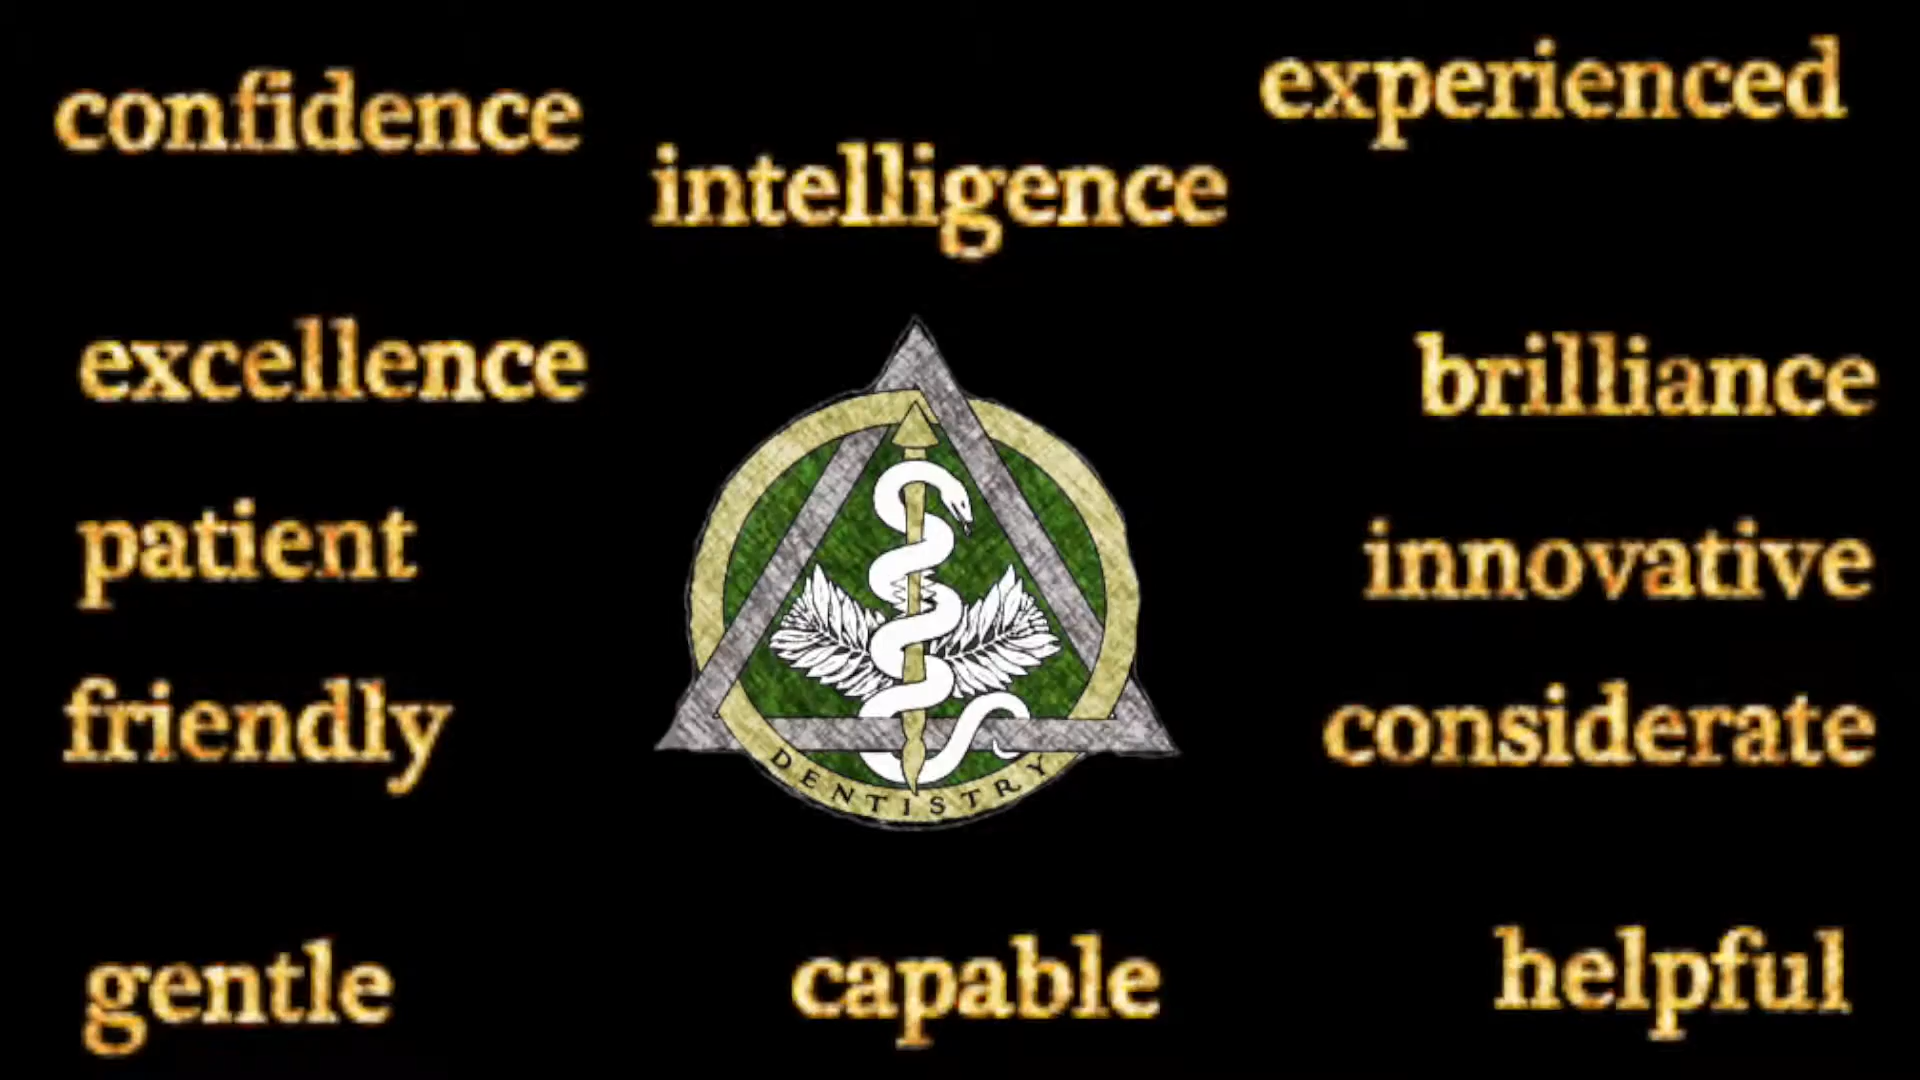 confidence
experienced
intelligence
excellence
brilliance
patient
innovative
friendly
considerate
DENTISTRY
gentle
capable
helpful